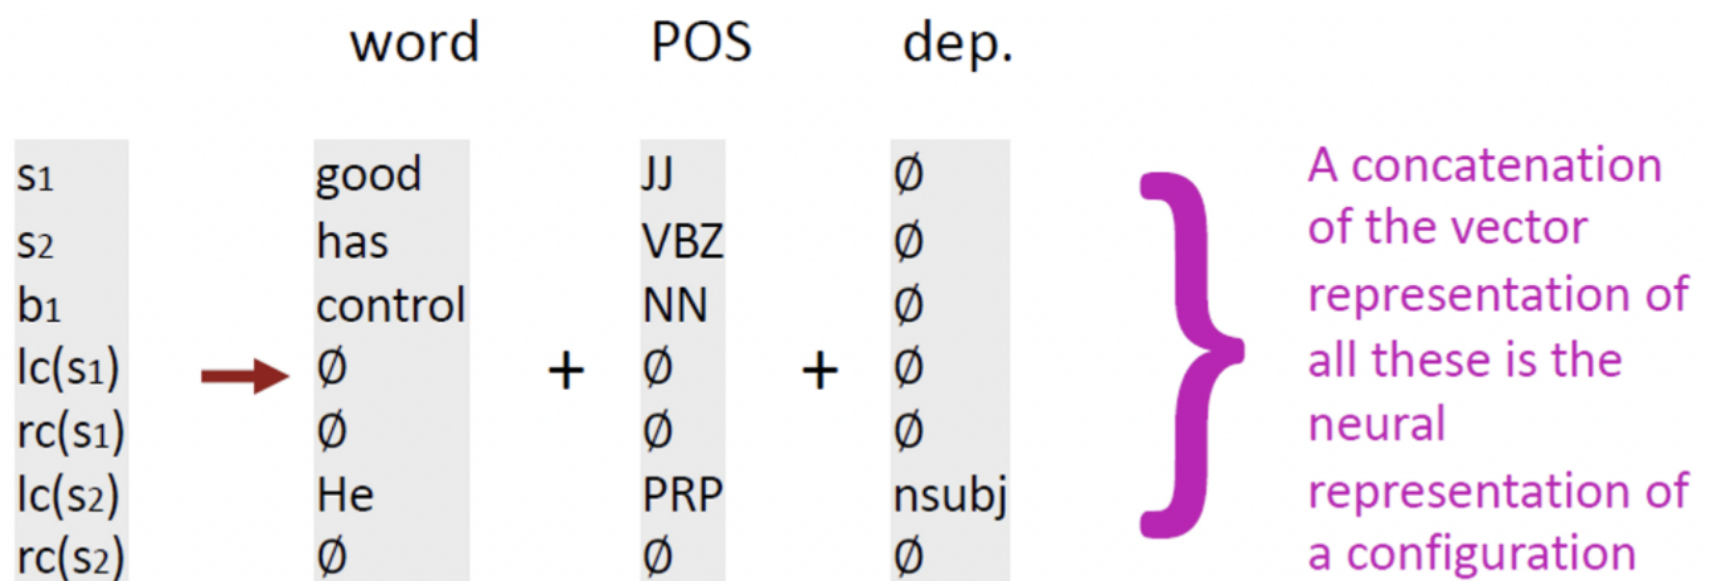 word POS dep.
s1 good JJ ∅
s2 has VBZ ∅
b1 control NN ∅
lc(s1) ∅ + ∅ + ∅
rc(s1) ∅ ∅ ∅
lc(s2) He PRP nsubj
rc(s2) ∅ ∅ ∅
A concatenation
of the vector
representation of
all these is the
neural
representation of
a configuration